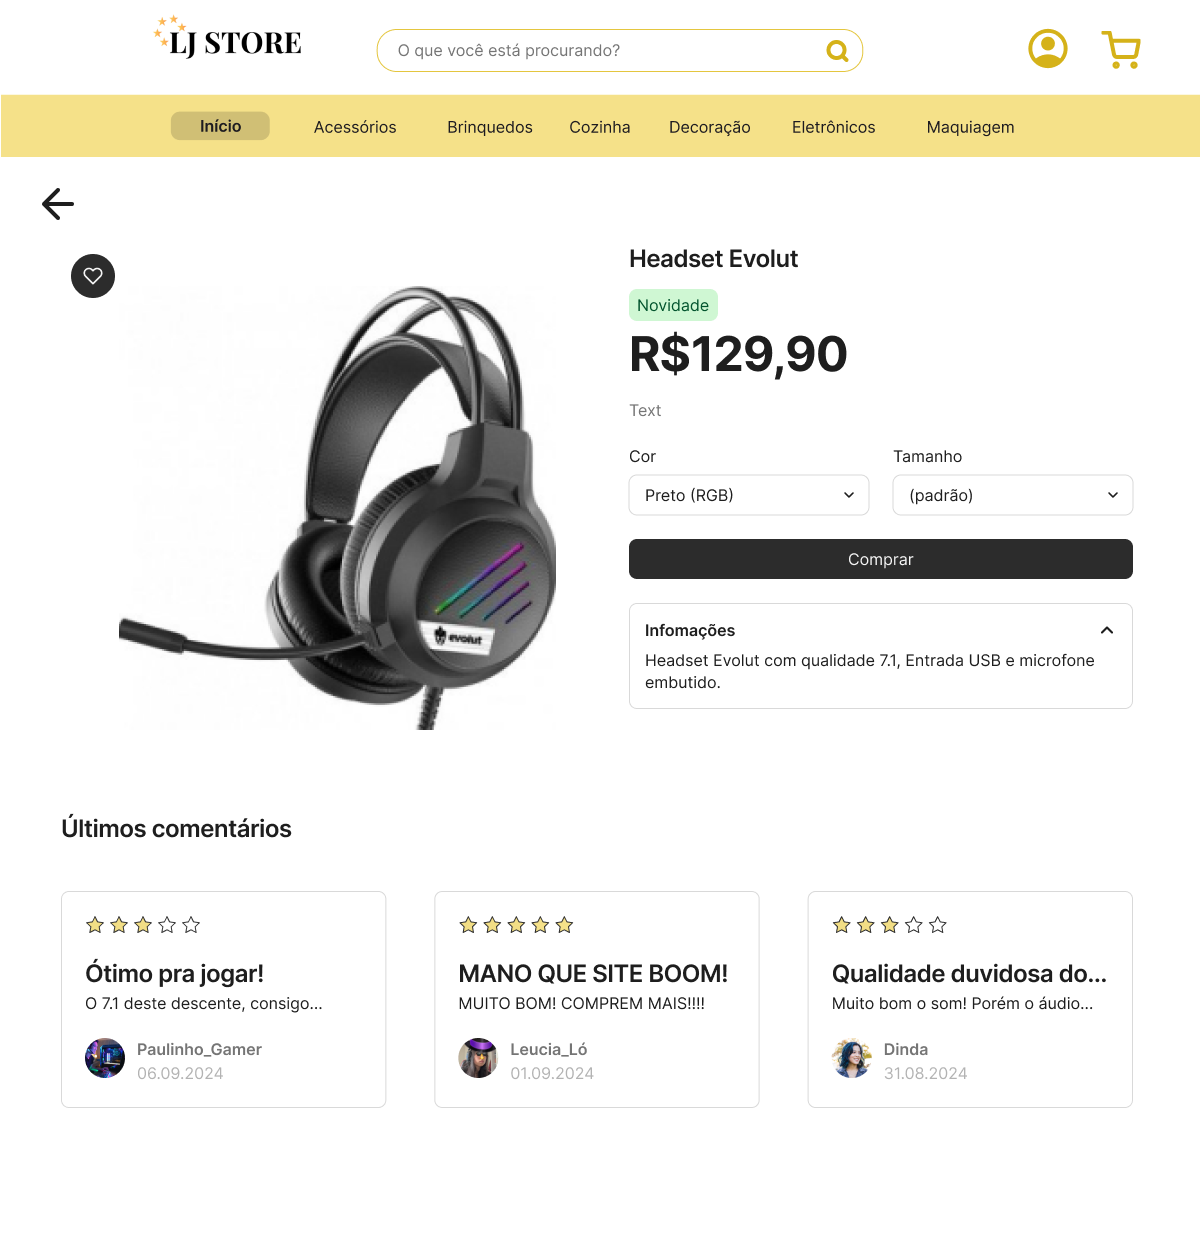 LJ STORE
O que você está procurando?
Início
Acessórios
Brinquedos
Cozinha
Decoração
Eletrônicos
Maquiagem
Headset Evolut
Novidade
R$129,90
Text
Cor
Tamanho
Preto (RGB)
(padrão)
Comprar
Infomações
Headset Evolut com qualidade 7.1, Entrada USB e microfone
embutido.
evolut
Últimos comentários
Ótimo pra jogar!
O 7.1 deste descente, consigo...
Paulinho_Gamer
06.09.2024
MANO QUE SITE BOOM!
MUITO BOM! COMPREM MAIS!!!!
Leucia_Ló
01.09.2024
Qualidade duvidosa do...
Muito bom o som! Porém o áudio...
Dinda
31.08.2024